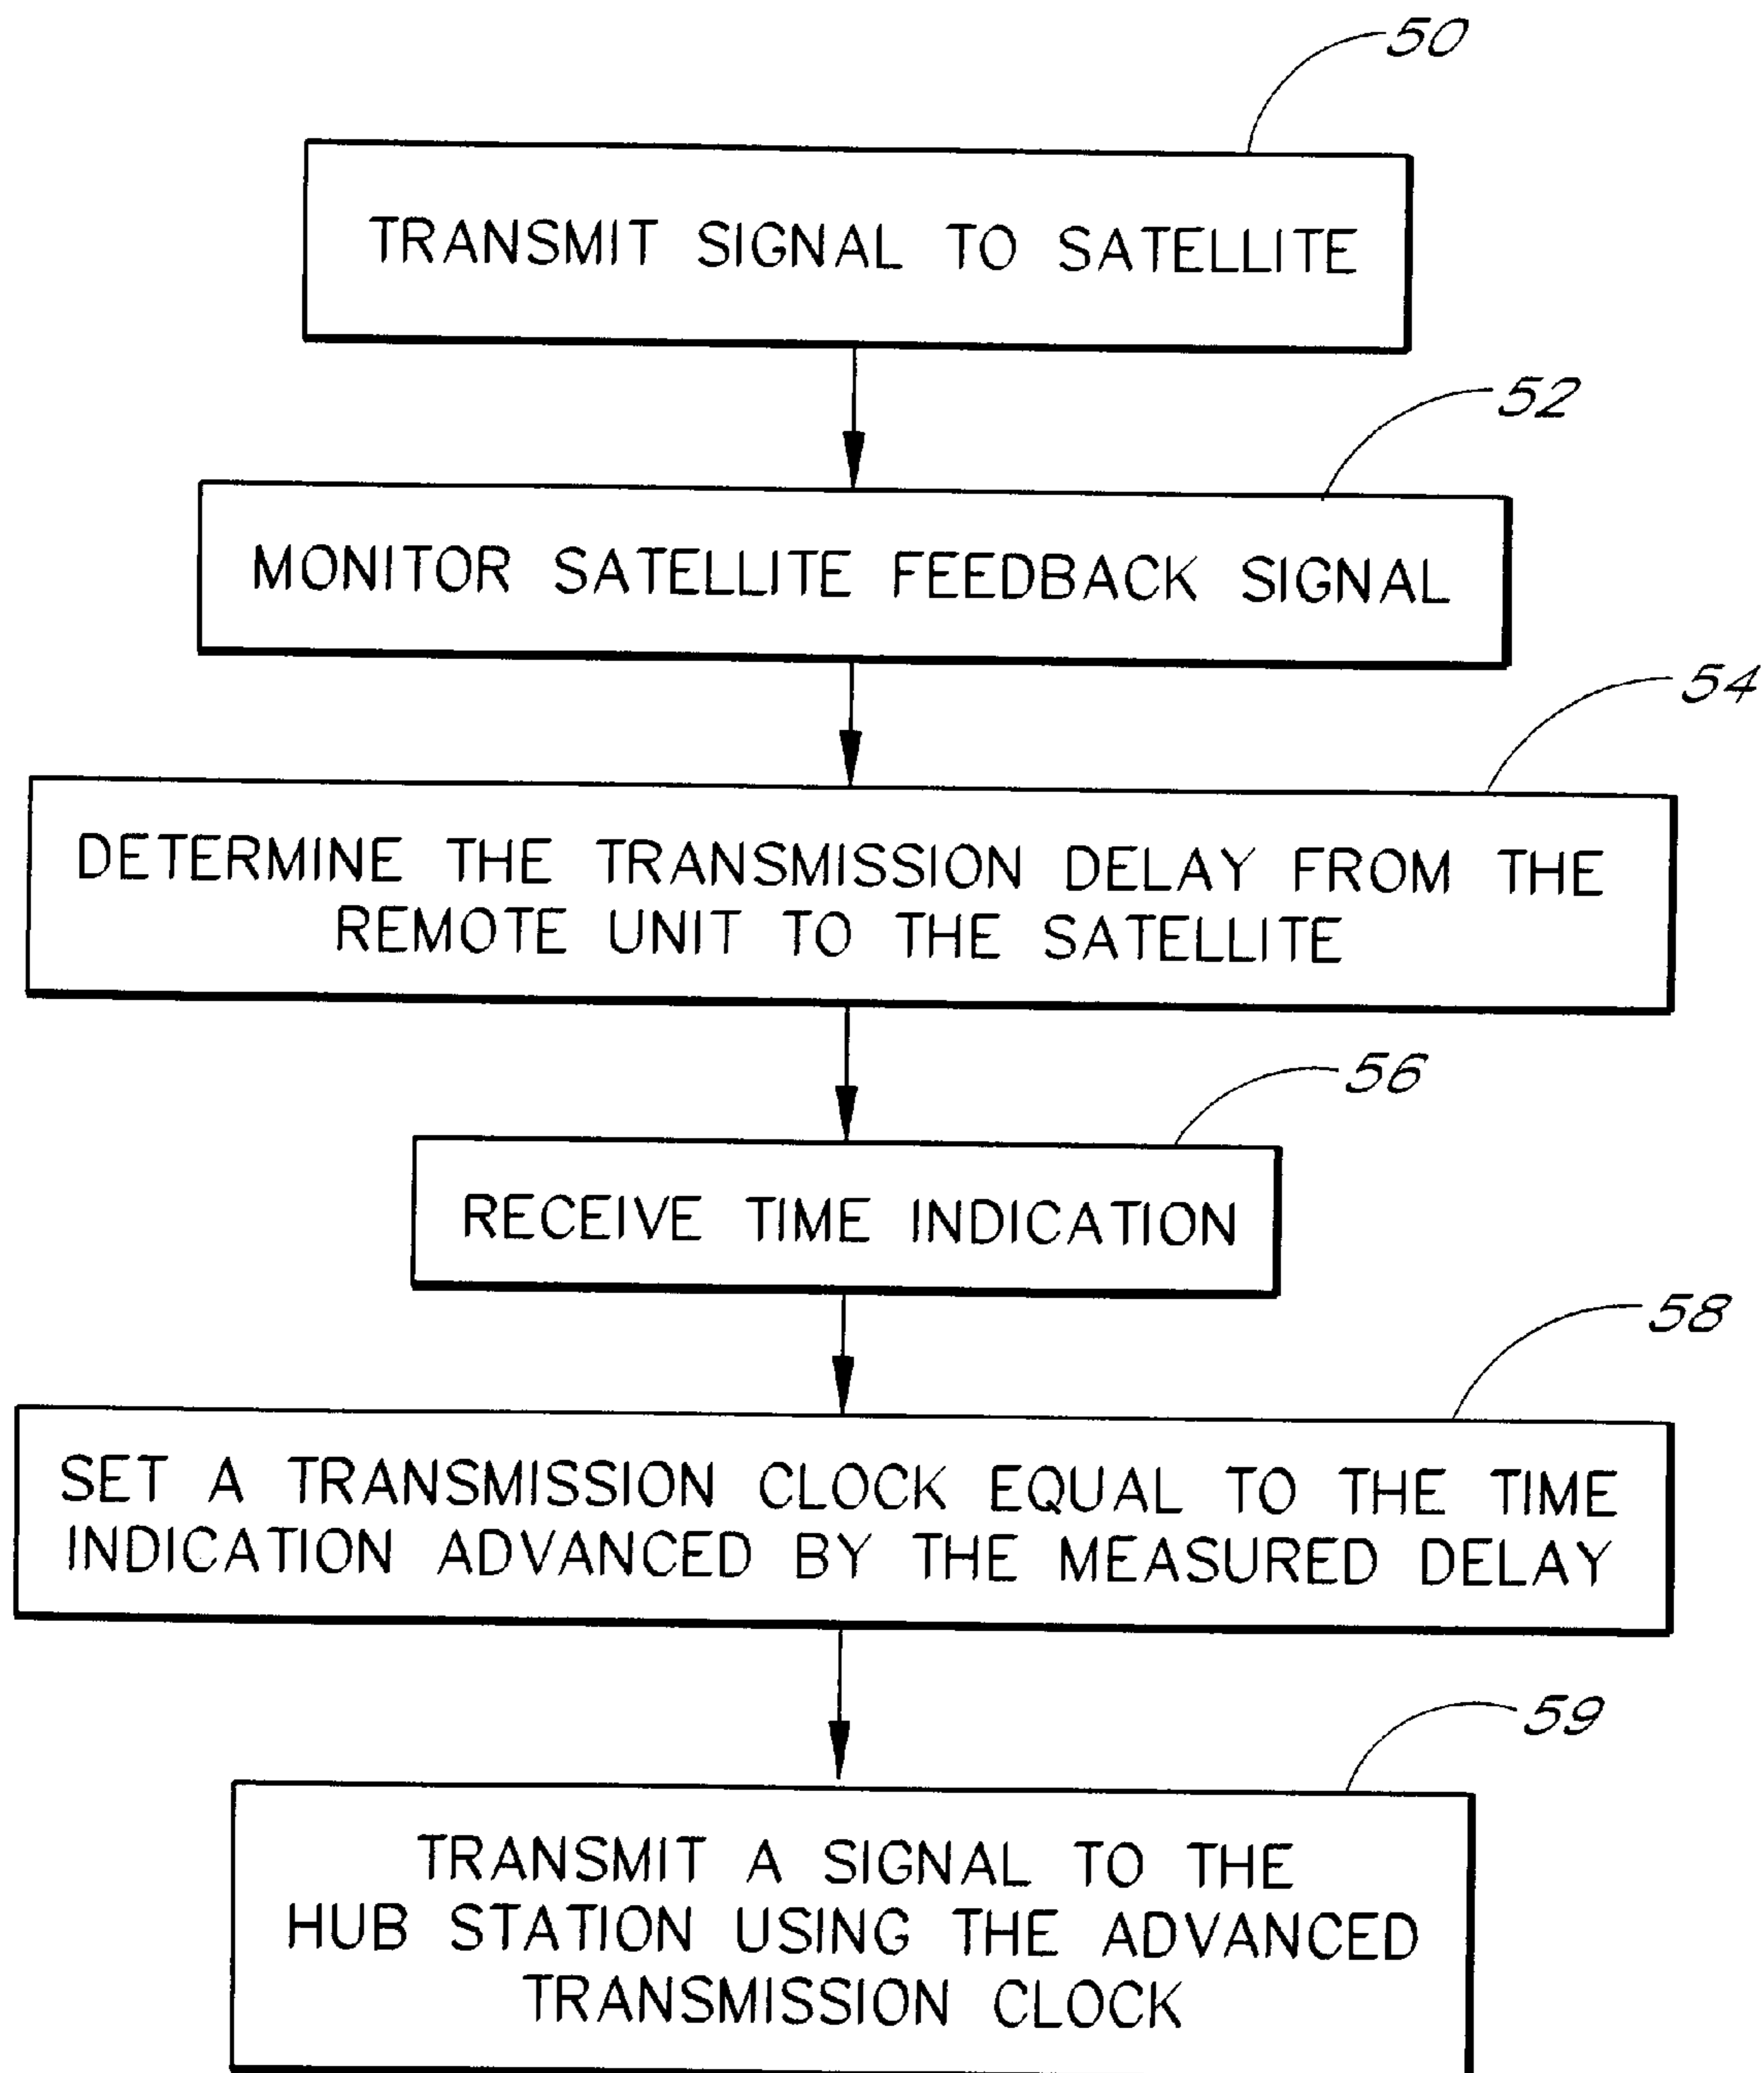 50
TRANSMIT SIGNAL TO SATELLITE
52
MONITOR SATELLITE FEEDBACK SIGNAL
54
DETERMINE THE TRANSMISSION DELAY FROM THE
REMOTE UNIT TO THE SATELLITE
56
RECEIVE TIME INDICATION
58
SET A TRANSMISSION CLOCK EQUAL TO THE TIME
INDICATION ADVANCED BY THE MEASURED DELAY
59
TRANSMIT A SIGNAL TO THE
HUB STATION USING THE ADVANCED
TRANSMISSION CLOCK